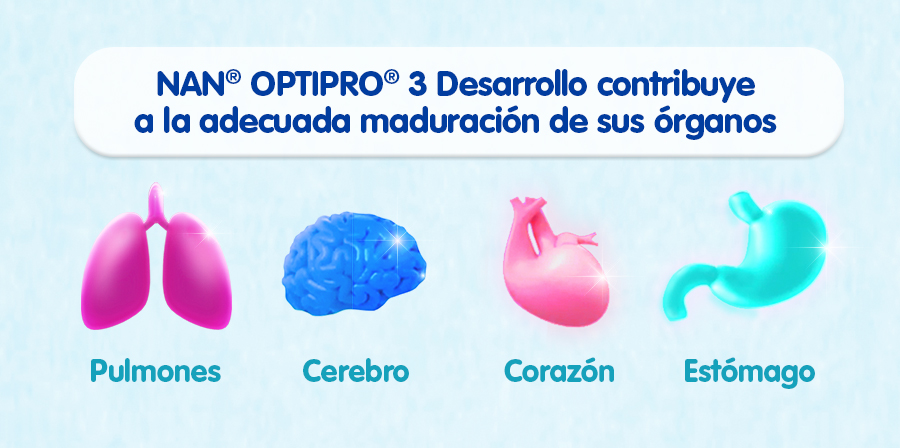 NAN® OPTIPRO® 3 Desarrollo contribuye
a la adecuada maduración de sus órganos
Pulmones
Cerebro
Corazón
Estómago